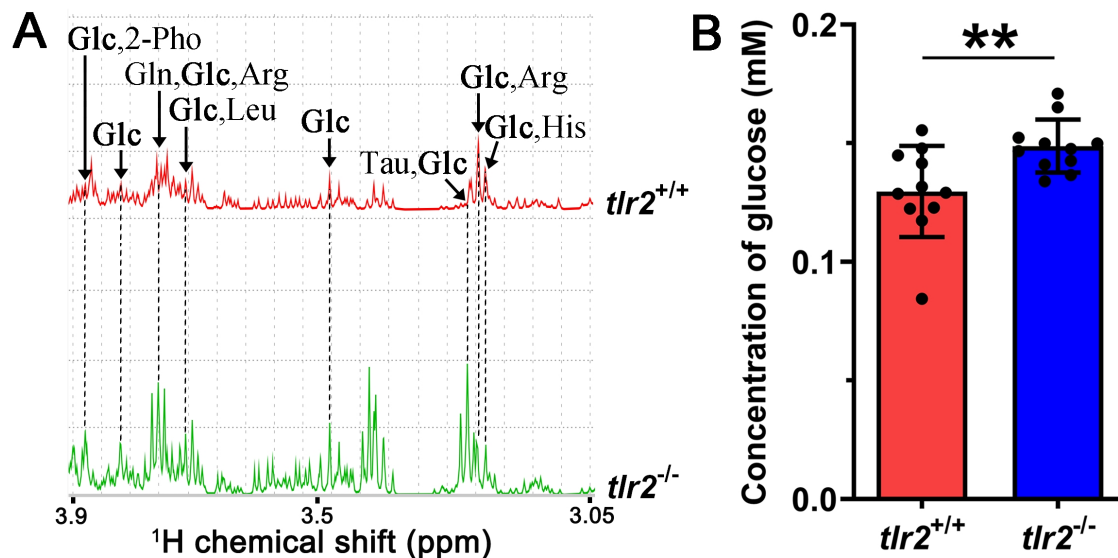 A
Glc,2-Pho
Gln,Glc,Arg
Glc,Leu
Glc
Glc
Glc,Arg
Glc,His
Tau,Glc
tlr2+/+
tlr2-/-
3.9
3.5
3.05
¹H chemical shift (ppm)
B
**
Concentration of glucose (mM)
0.2
0.1
0.0
tlr2+/+
tlr2-/-